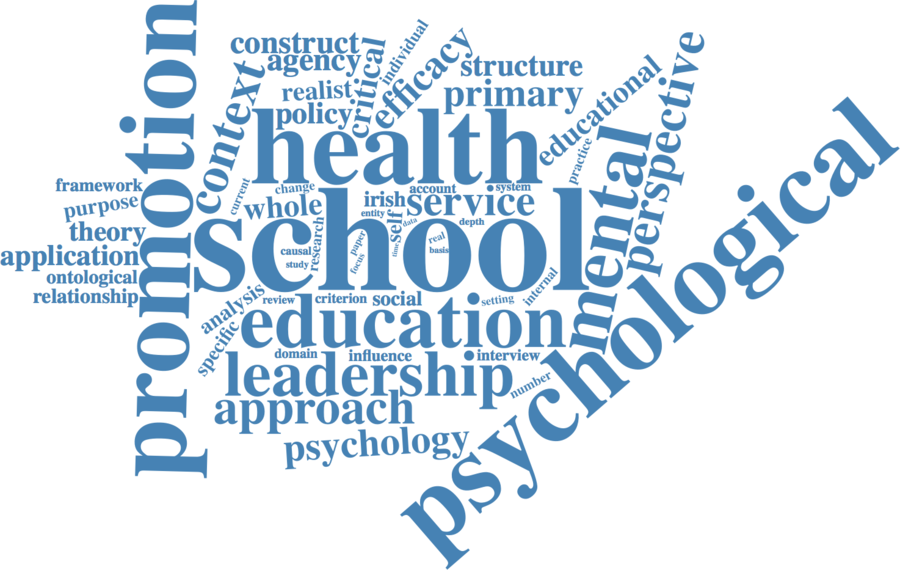 promotion
construct
agency
critical
individual
efficacy
structure
realist
policy
primary
context
health
educational
perspective
practice
mental
psychological
framework
purpose
theory
application
ontological
relationship
current
change
whole
irish
account
system
service
entity
self
data
depth
school
research
causal
study
paper
focus
time
real
basis
internal
analysis
review
criterion
social
setting
specific
education
domain
influence
interview
leadership
number
approach
psychology